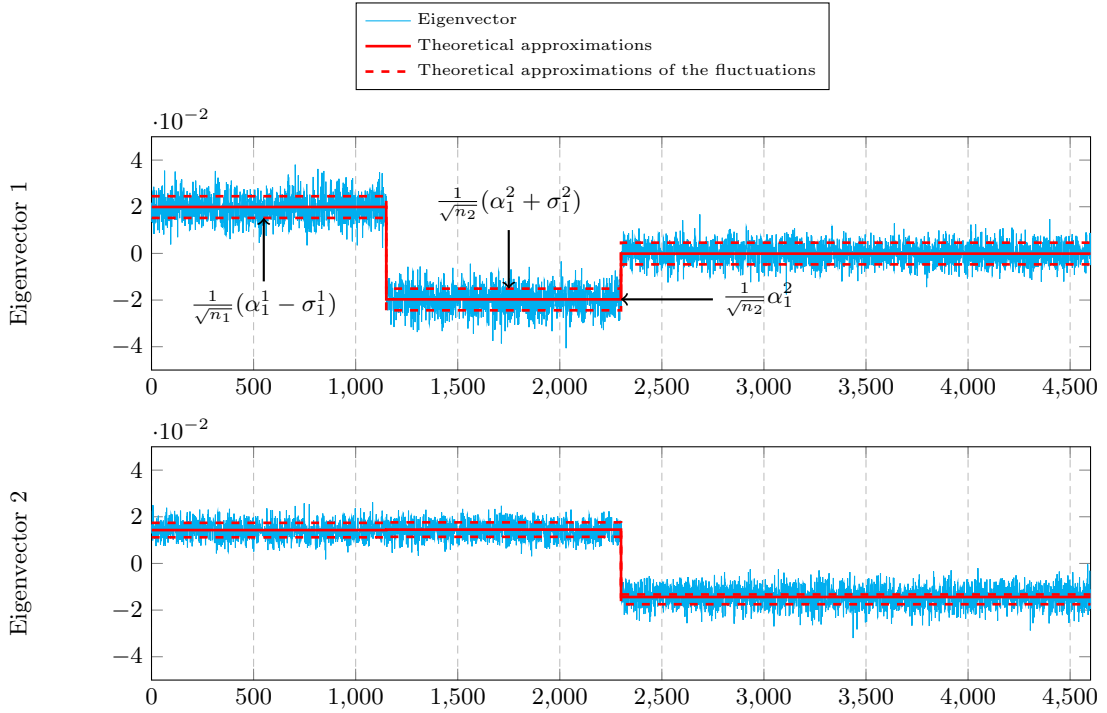 Eigenvector
Theoretical approximations
Theoretical approximations of the fluctuations
·10⁻²
Eigenvector 1
4
2
0
−2
−4
1/√n₁ (α₁¹ − σ₁¹)
1/√n₂ (α₁² + σ₁²)
1/√n₂ α₁²
0 500 1,000 1,500 2,000 2,500 3,000 3,500 4,000 4,500
·10⁻²
Eigenvector 2
4
2
0
−2
−4
0 500 1,000 1,500 2,000 2,500 3,000 3,500 4,000 4,500